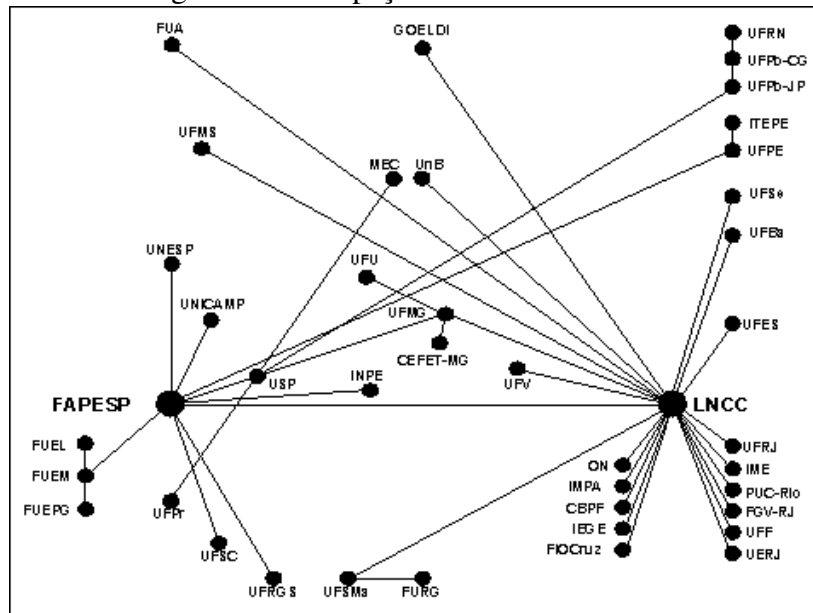 FUA
GOELDI
UFRN
UFPb-CG
UFPb-JP
ITEPE
UFPE
UFMS
MEC
UnB
UFSe
UFBa
UNESP
UFU
UNICAMP
UFMG
UFES
CEFET-MG
USP
INPE
UFV
FAPESP
LNCC
FUEL
FUEM
FUEPG
UFPr
UFSC
UFRGS
UFSMa
FURG
ON
IMPA
CBPF
IEGE
FIOCruz
UFRJ
IME
PUC-Rio
FGV-RJ
UFF
UERJ